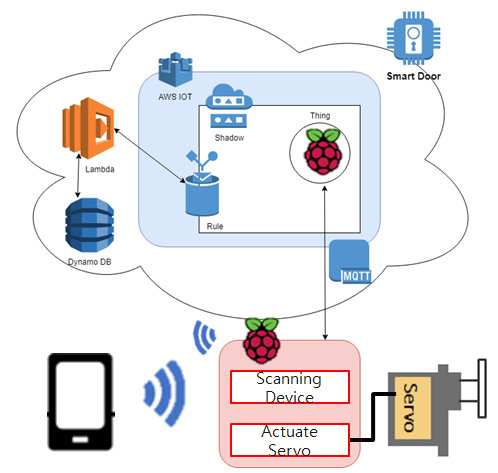 Smart Door
AWS IOT
Thing
Shadow
Lambda
Rule
Dynamo DB
MQTT
Scanning
Device
Actuate
Servo
Servo